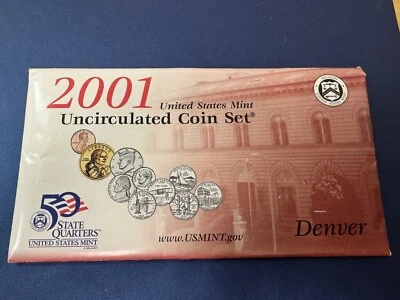 2001
United States Mint
Uncirculated Coin Set®
50
STATE
QUARTERS®
UNITED STATES MINT
www.USMINT.gov
Denver